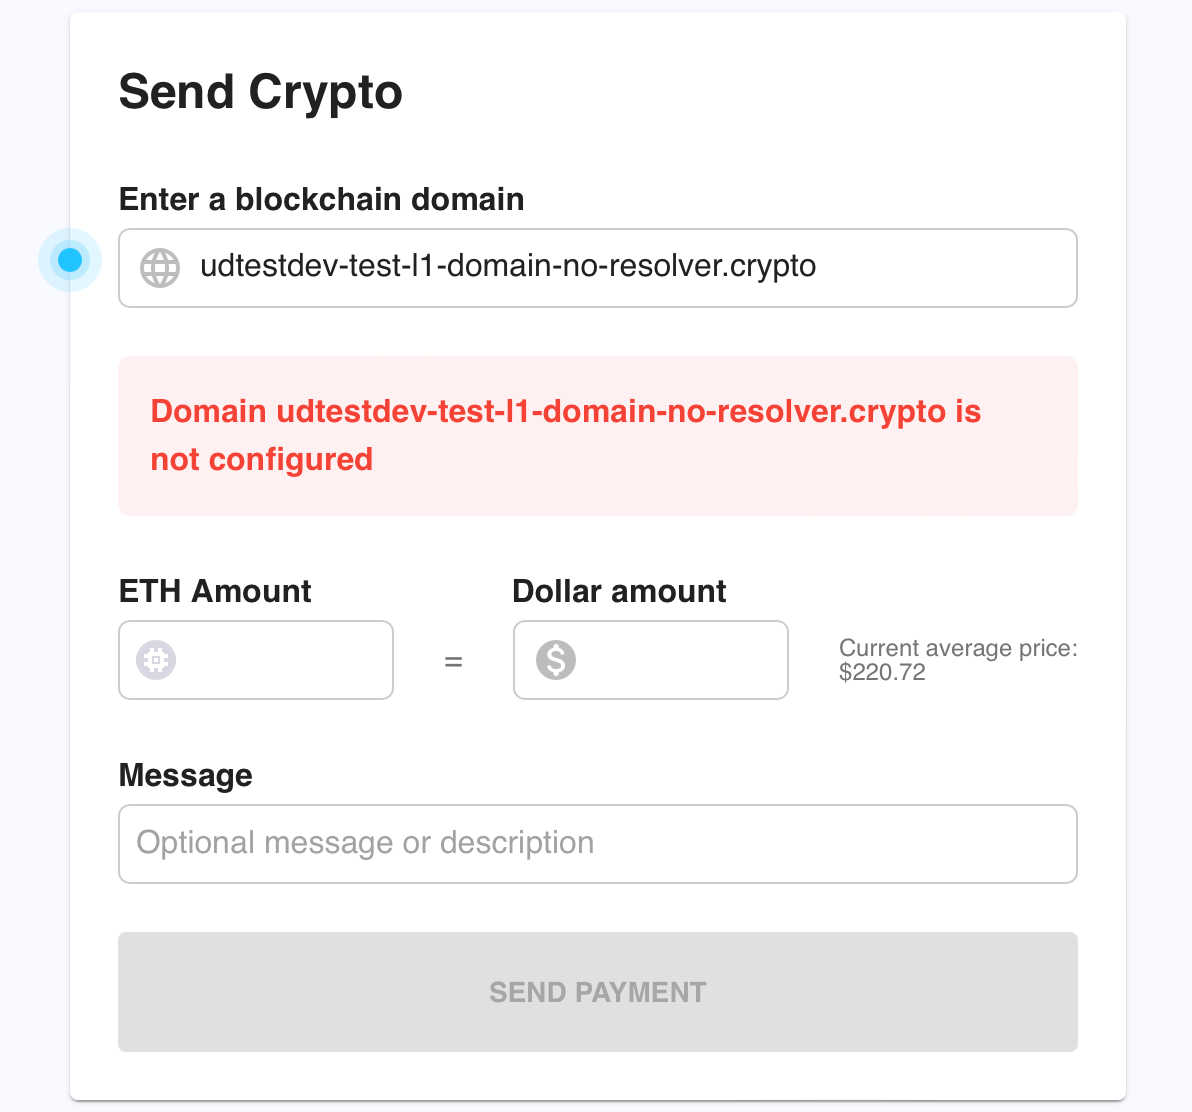 Send Crypto
Enter a blockchain domain
udtestdev-test-l1-domain-no-resolver.crypto
Domain udtestdev-test-l1-domain-no-resolver.crypto is
not configured
ETH Amount
Dollar amount
=
$
Current average price:
$220.72
Message
Optional message or description
SEND PAYMENT